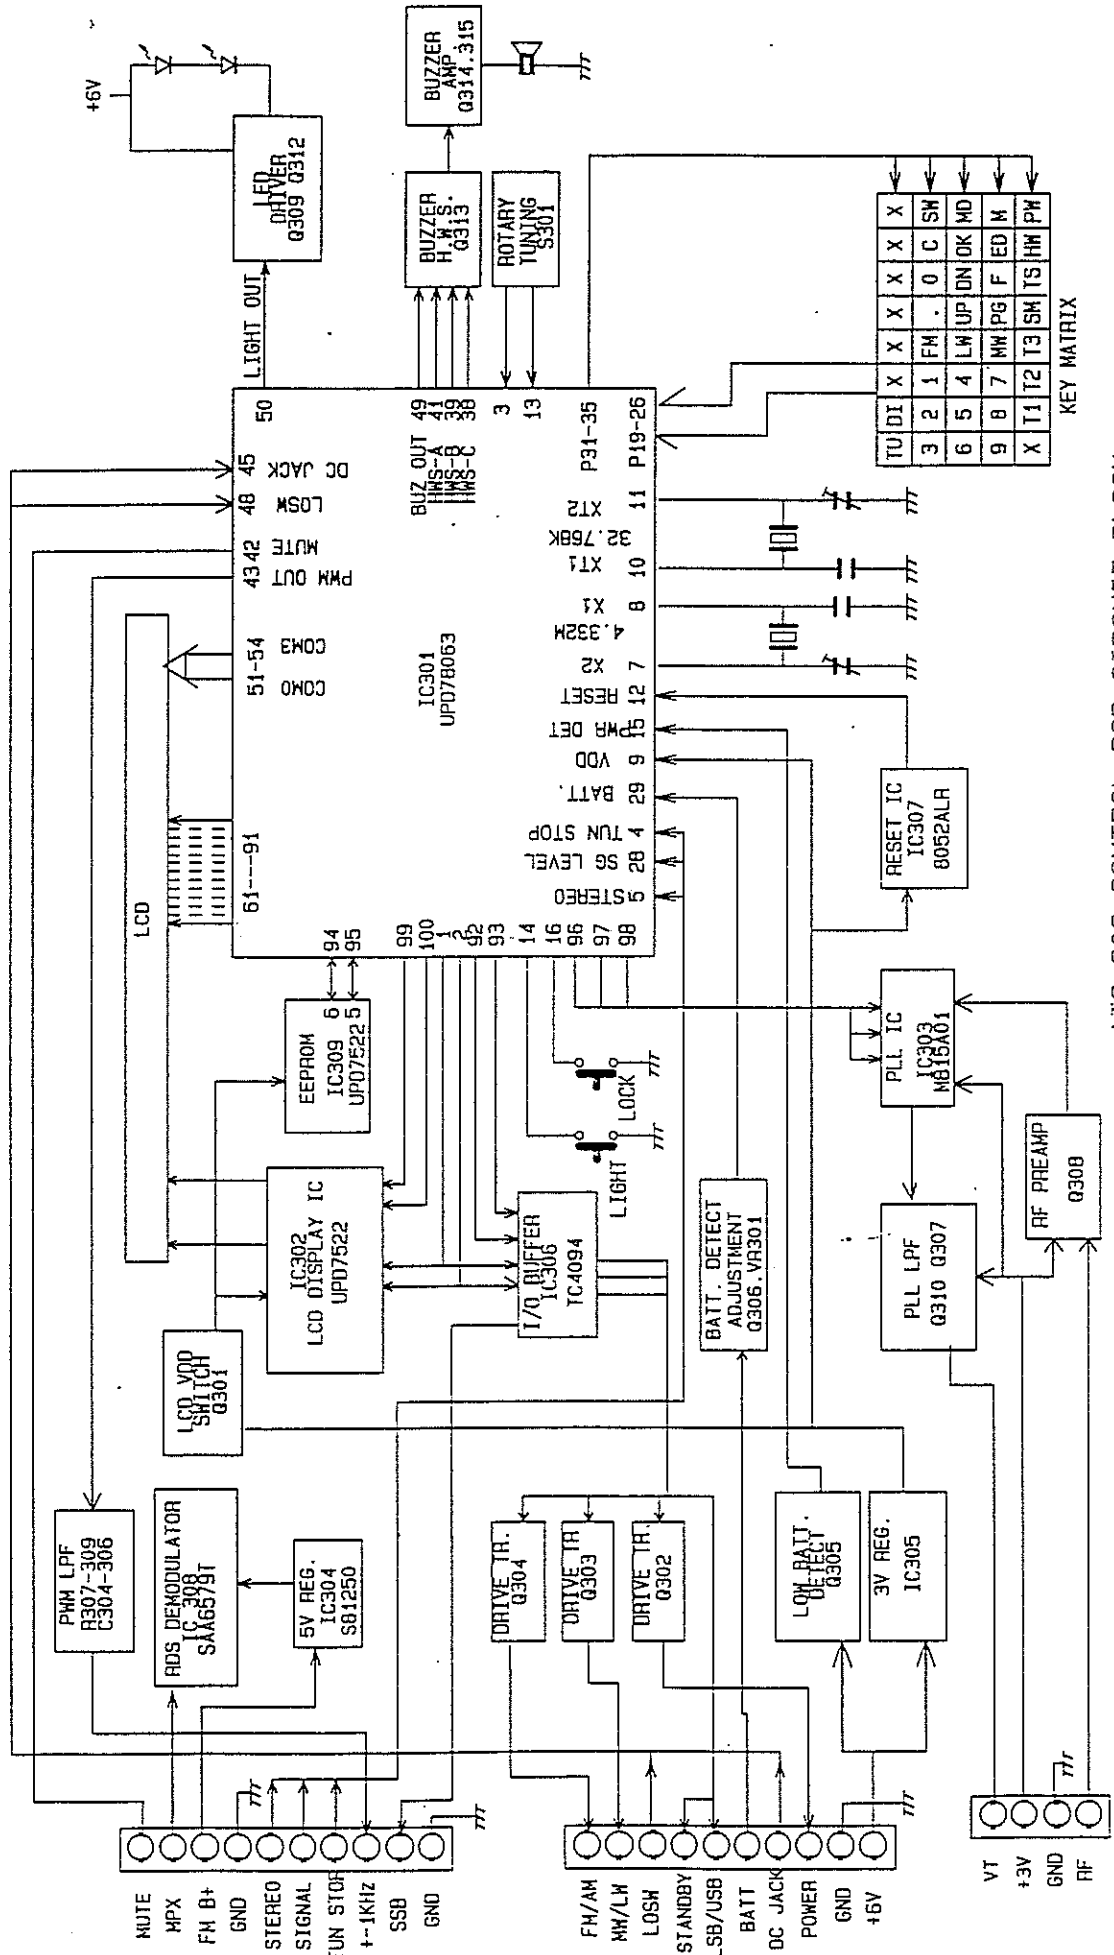 MUTE
MPX
FM B+
GND
STEREO
SIGNAL
TUN STOP
+-1KHz
SSB
GND
FM/AM
MW/LW
LOSW
STANDBY
LSB/USB
BATT
DC JACK
POWER
GND
+6V
VT
+3V
GND
RF
PWM LPF
R307-309
C304-306
RDS DEMODULATOR
IC 308
SAA6579T
5V REG.
IC304
S81250
DRIVE TR.
Q304
DRIVE TR.
Q303
DRIVE TR.
Q302
LOW BATT.
DETECT
Q305
3V REG.
IC305
LCD VDD
SWITCH
Q301
IC302
LCD DISPLAY IC
UPD7522
EEPROM
IC309
UPD7522
6
5
I/O BUFFER
IC306
TC4094
LIGHT
LOCK
BATT. DETECT
ADJUSTMENT
Q306.VR301
PLL LPF
Q310 Q307
PLL IC
IC303
M815A01
RF PREAMP
Q308
RESET IC
IC307
8052ALR
LCD
61---91
51-54
COM0
COM3
43
PWM OUT
42
MUTE
48
LOSW
45
DC JACK
50
LIGHT OUT
IC301
UPD78063
94
95
99
100
1
2
92
93
14
16
96
97
98
STEREO
5
SG LEVEL
28
TUN STOP
4
BATT.
29
VDD
9
PWR DET
15
RESET
12
X2
7
4.332M
X1
8
XT1
10
32.768K
XT2
11
P19-26
P31-35
BUZ OUT 49
HWS-A 41
HWS-B 39
HWS-C 38
3
13
LED
DRIVER
Q309 Q312
+6V
BUZZER
H.W.S.
Q313
BUZZER
AMP
Q314.315
ROTARY
TUNING
S301
TU DI X X X X X X
3 2 1 FM . 0 C SW
6 5 4 LW UP DN OK MD
9 8 7 MW PG F ED M
X T1 T2 T3 SM TS HW PW
KEY MATRIX